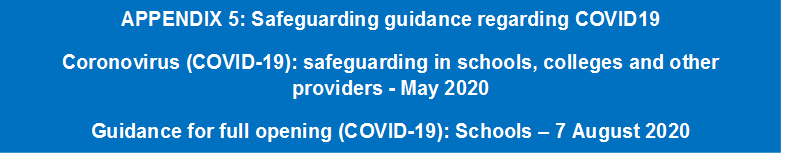 APPENDIX 5: Safeguarding guidance regarding COVID19
Coronovirus (COVID-19): safeguarding in schools, colleges and other
providers - May 2020
Guidance for full opening (COVID-19): Schools – 7 August 2020